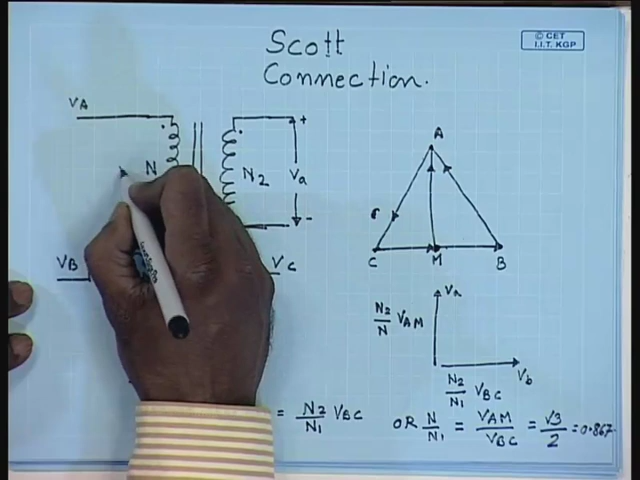 Scott
Connection.
© CET
I.I.T. KGP
VA
N
N2
+
Va
-
VB
VC
A
C
M
B
N2/N VAM
Va
Vb
N2/N1 VBC
= N2/N1 VBC
OR N/N1 = VAM/VBC = √3/2 = 0.867